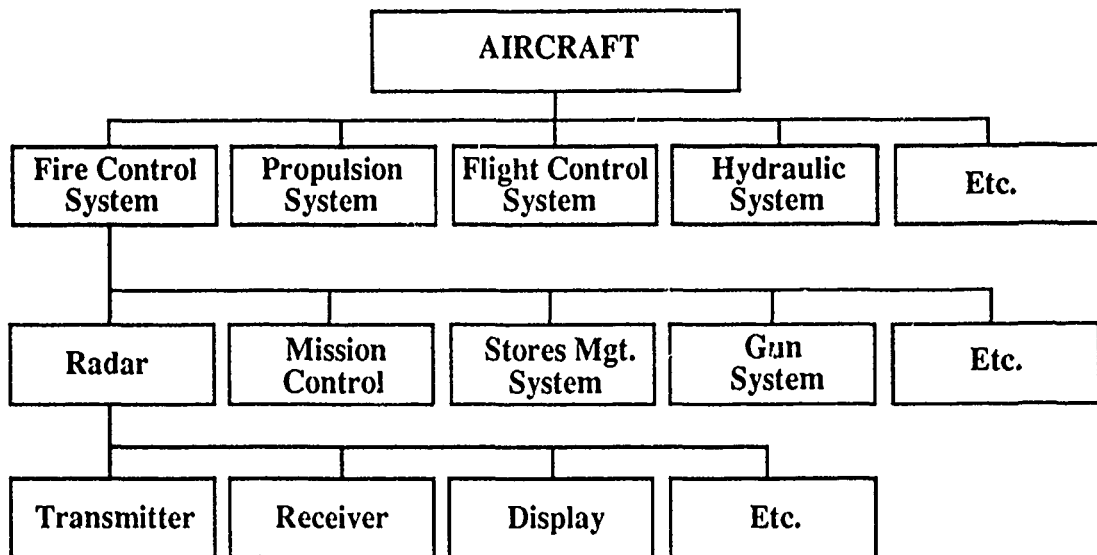 AIRCRAFT
Fire Control
System
Propulsion
System
Flight Control
System
Hydraulic
System
Etc.
Radar
Mission
Control
Stores Mgt.
System
Gun
System
Etc.
Transmitter
Receiver
Display
Etc.